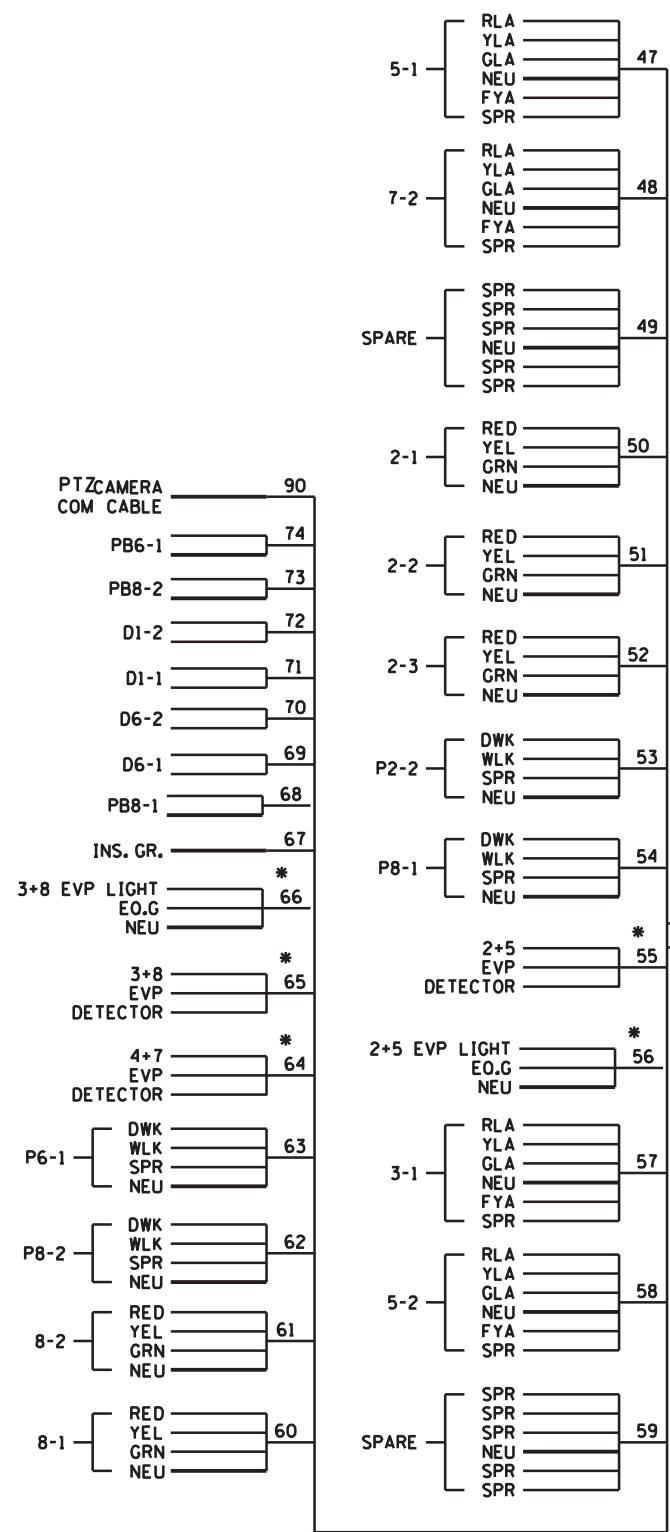 PTZ CAMERA 90
COM CABLE
PB6-1 74
PB8-2 73
D1-2 72
D1-1 71
D6-2 70
D6-1 69
PB8-1 68
INS. GR. 67
*
3+8 EVP LIGHT
EO.G 66
NEU
*
3+8
EVP 65
DETECTOR
*
4+7
EVP 64
DETECTOR
DWK
WLK
P6-1 63
SPR
NEU
DWK
WLK
P8-2 62
SPR
NEU
RED
YEL
8-2 61
GRN
NEU
RED
YEL
8-1 60
GRN
NEU
RLA
YLA
5-1 GLA 47
NEU
FYA
SPR
RLA
YLA
7-2 GLA 48
NEU
FYA
SPR
SPR
SPR
SPARE SPR 49
NEU
SPR
SPR
RED
YEL
2-1 50
GRN
NEU
RED
YEL
2-2 51
GRN
NEU
RED
YEL
2-3 52
GRN
NEU
DWK
WLK
P2-2 53
SPR
NEU
DWK
WLK
P8-1 54
SPR
NEU
*
2+5
EVP 55
DETECTOR
*
2+5 EVP LIGHT
EO.G 56
NEU
RLA
YLA
3-1 GLA 57
NEU
FYA
SPR
RLA
YLA
5-2 GLA 58
NEU
FYA
SPR
SPR
SPR
SPARE SPR 59
NEU
SPR
SPR